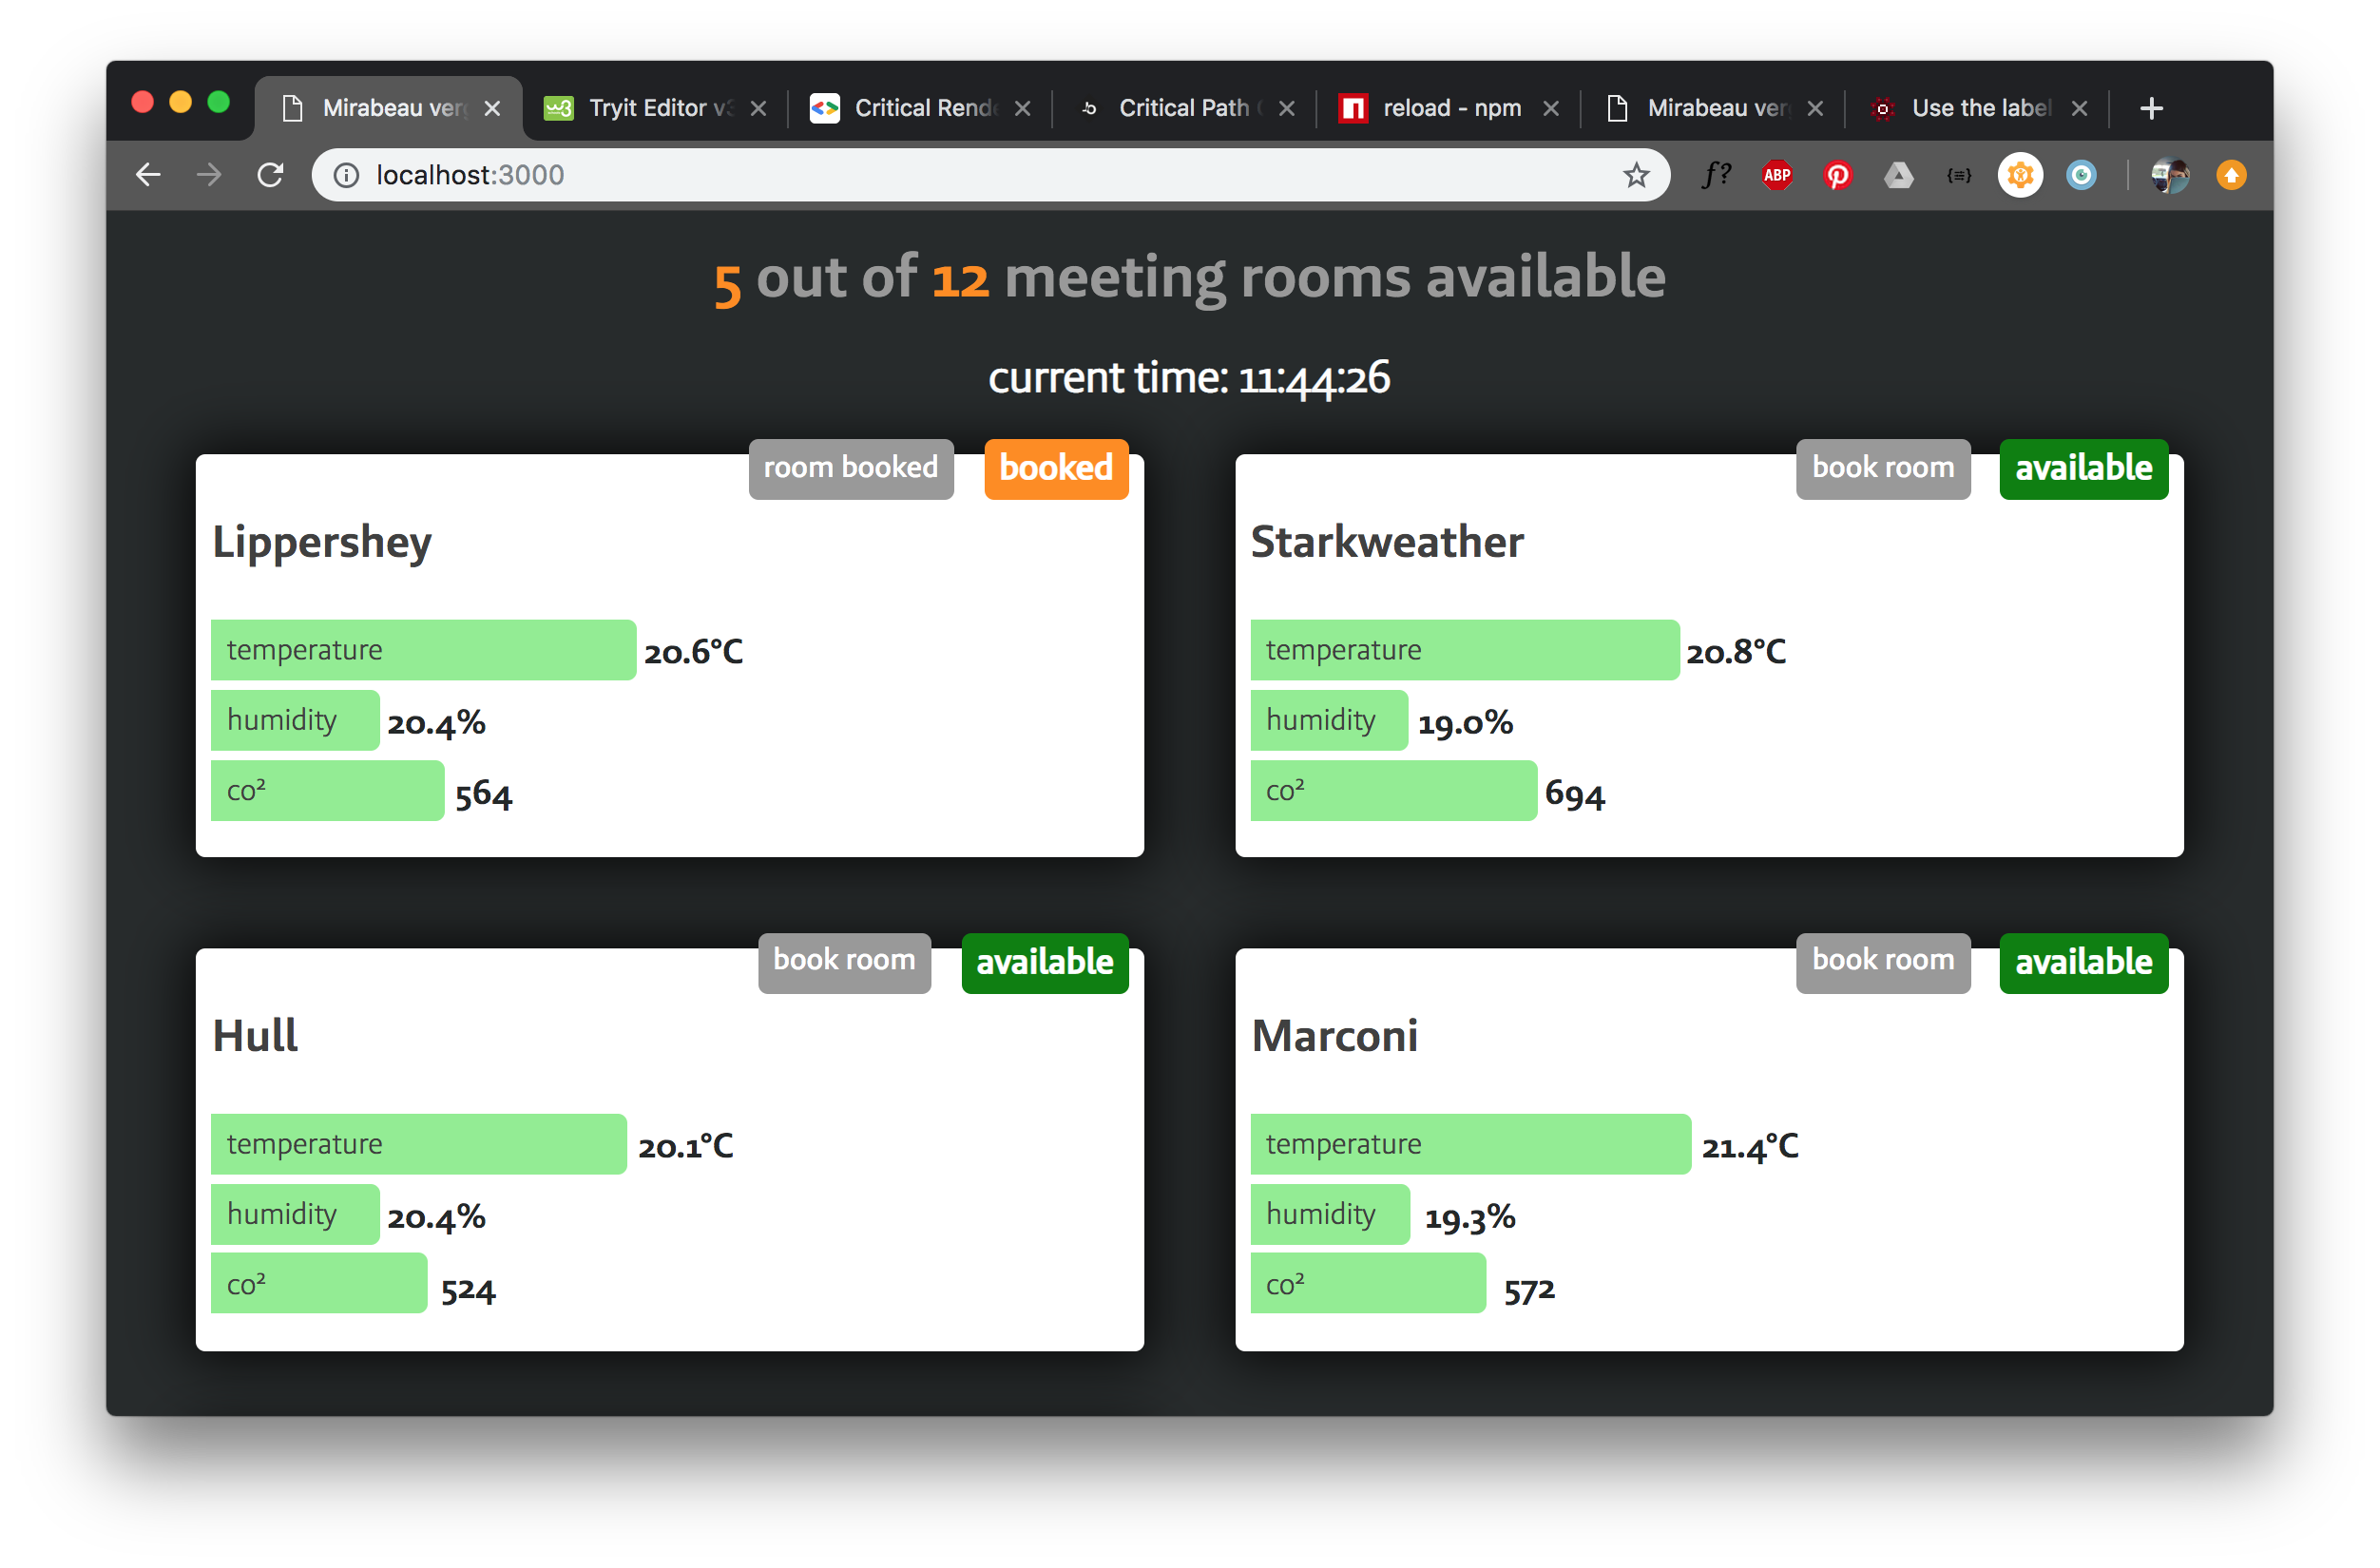 Mirabeau ver
Tryit Editor v3
Critical Rend
Critical Path
reload - npm
Mirabeau ver
Use the label
localhost:3000
f?
ABP
{≡}
5 out of 12 meeting rooms available
current time: 11:44:26
room booked
booked
Lippershey
temperature
20.6°C
humidity
20.4%
co²
564
book room
available
Starkweather
temperature
20.8°C
humidity
19.0%
co²
694
book room
available
Hull
temperature
20.1°C
humidity
20.4%
co²
524
book room
available
Marconi
temperature
21.4°C
humidity
19.3%
co²
572